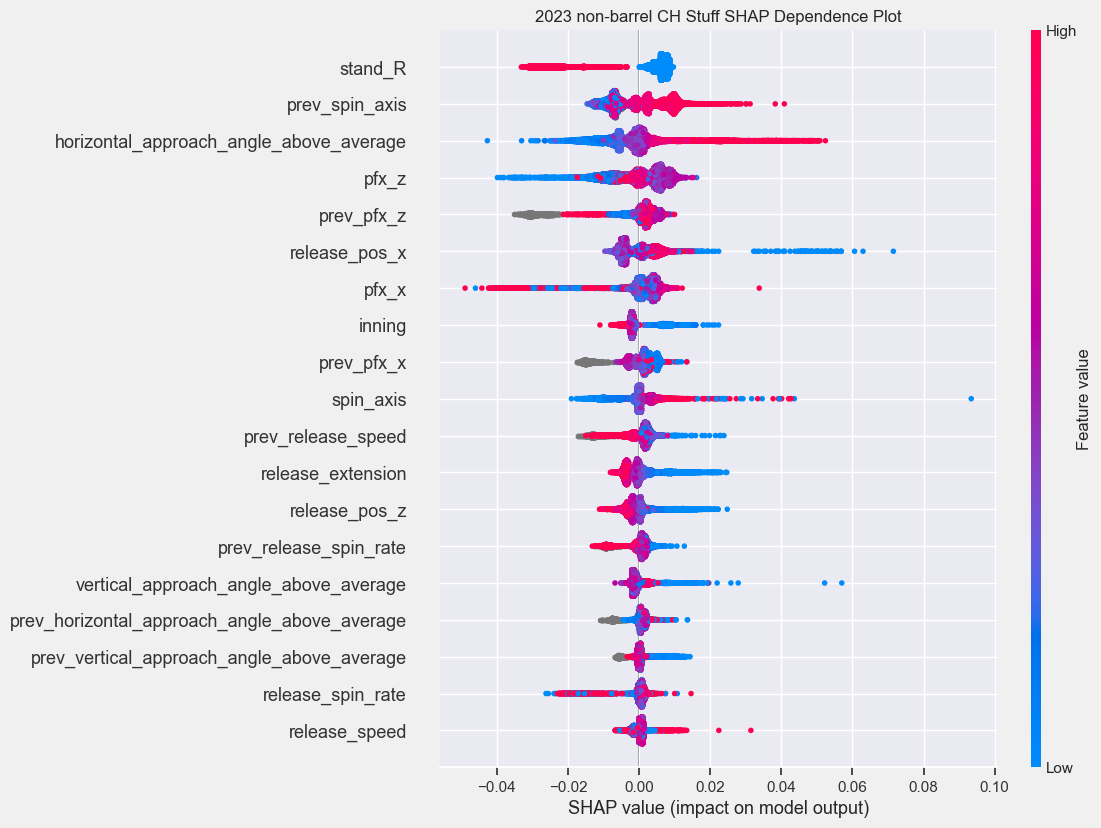 2023 non-barrel CH Stuff SHAP Dependence Plot
High
stand_R
prev_spin_axis
horizontal_approach_angle_above_average
pfx_z
prev_pfx_z
release_pos_x
pfx_x
inning
prev_pfx_x
spin_axis
prev_release_speed
release_extension
release_pos_z
prev_release_spin_rate
vertical_approach_angle_above_average
prev_horizontal_approach_angle_above_average
prev_vertical_approach_angle_above_average
release_spin_rate
release_speed
Feature value
Low
−0.04 −0.02 0.00 0.02 0.04 0.06 0.08 0.10
SHAP value (impact on model output)